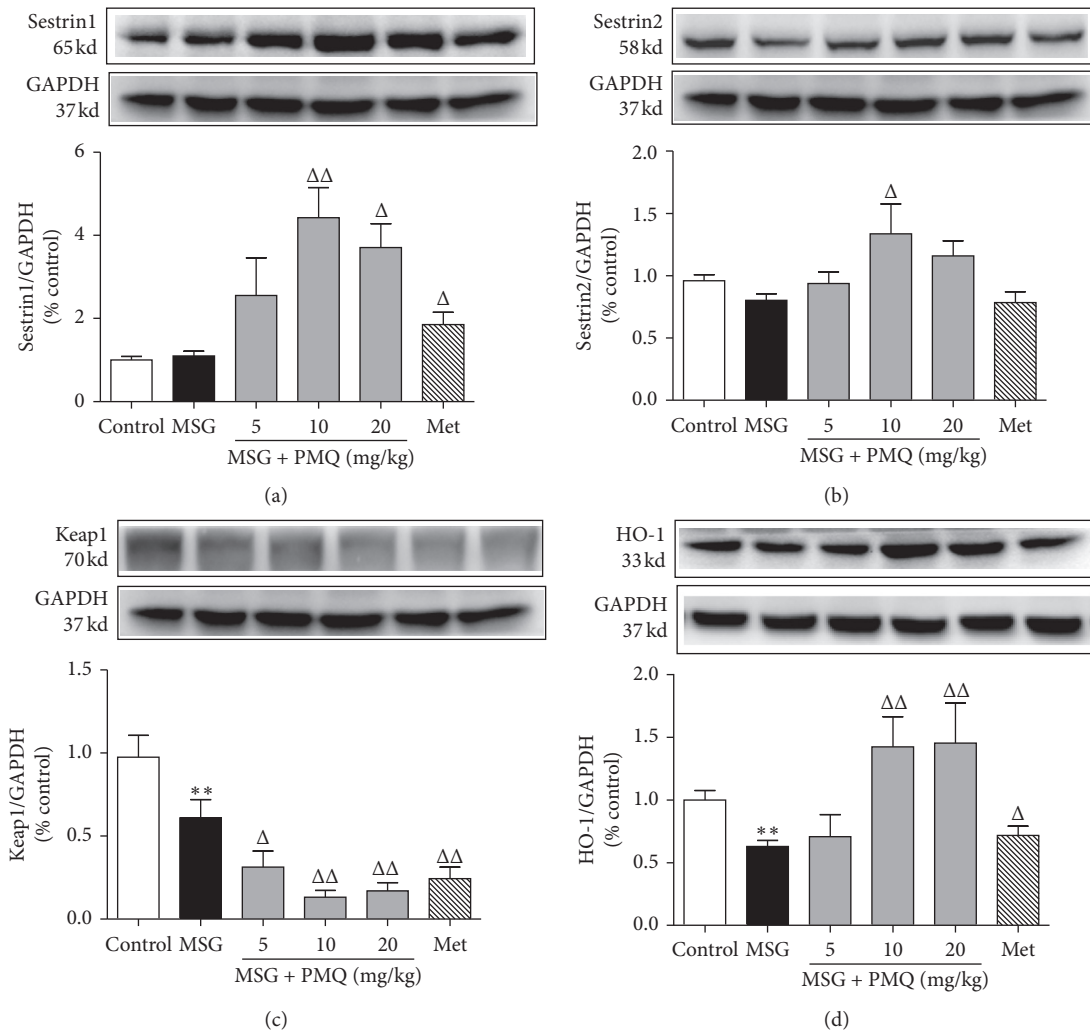 Sestrin1
65 kd
GAPDH
37 kd
Sestrin1/GAPDH
(% control)
6
4
2
0
ΔΔ
Δ
Δ
Control MSG 5 10 20 Met
MSG + PMQ (mg/kg)
(a)
Sestrin2
58 kd
GAPDH
37 kd
Sestrin2/GAPDH
(% control)
2.0
1.5
1.0
0.5
0.0
Δ
Control MSG 5 10 20 Met
MSG + PMQ (mg/kg)
(b)
Keap1
70 kd
GAPDH
37 kd
Keap1/GAPDH
(% control)
1.5
1.0
0.5
0.0
**
Δ
ΔΔ
ΔΔ
ΔΔ
Control MSG 5 10 20 Met
MSG + PMQ (mg/kg)
(c)
HO-1
33 kd
GAPDH
37 kd
HO-1/GAPDH
(% control)
2.0
1.5
1.0
0.5
0.0
**
ΔΔ
ΔΔ
Δ
Control MSG 5 10 20 Met
MSG + PMQ (mg/kg)
(d)